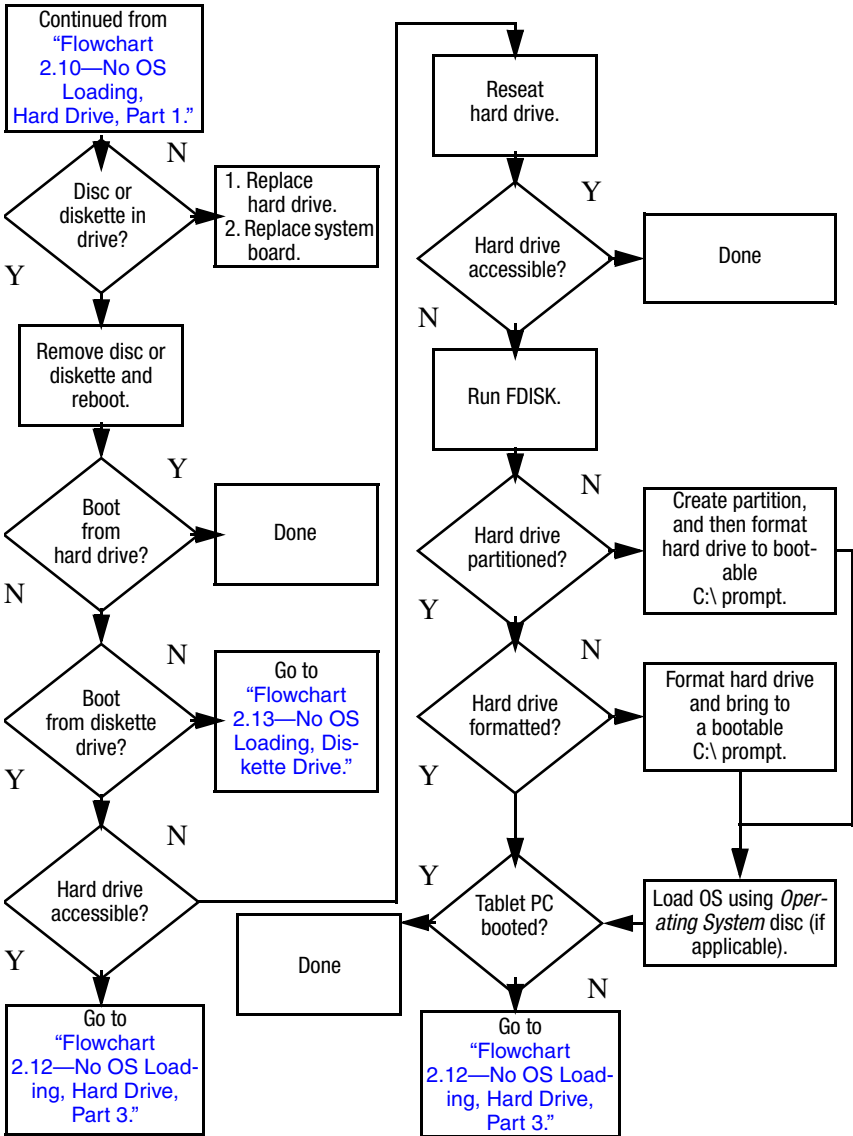 Continued from
“Flowchart
2.10—No OS
Loading,
Hard Drive, Part 1.”
N
Disc or
diskette in
drive?
1. Replace
hard drive.
2. Replace system
board.
Y
Remove disc or
diskette and
reboot.
Y
Boot
from
hard drive?
Done
N
N
Boot
from diskette
drive?
Go to
“Flowchart
2.13—No OS
Loading, Dis-
kette Drive.”
Y
N
Hard drive
accessible?
Y
Go to
“Flowchart
2.12—No OS Load-
ing, Hard Drive,
Part 3.”
Reseat
hard drive.
Y
Hard drive
accessible?
Done
N
Run FDISK.
N
Hard drive
partitioned?
Create partition,
and then format
hard drive to boot-
able
C:\ prompt.
Y
N
Hard drive
formatted?
Format hard drive
and bring to
a bootable
C:\ prompt.
Y
Y
Tablet PC
booted?
Load OS using Oper-
ating System disc (if
applicable).
Done
N
Go to
“Flowchart
2.12—No OS Load-
ing, Hard Drive,
Part 3.”